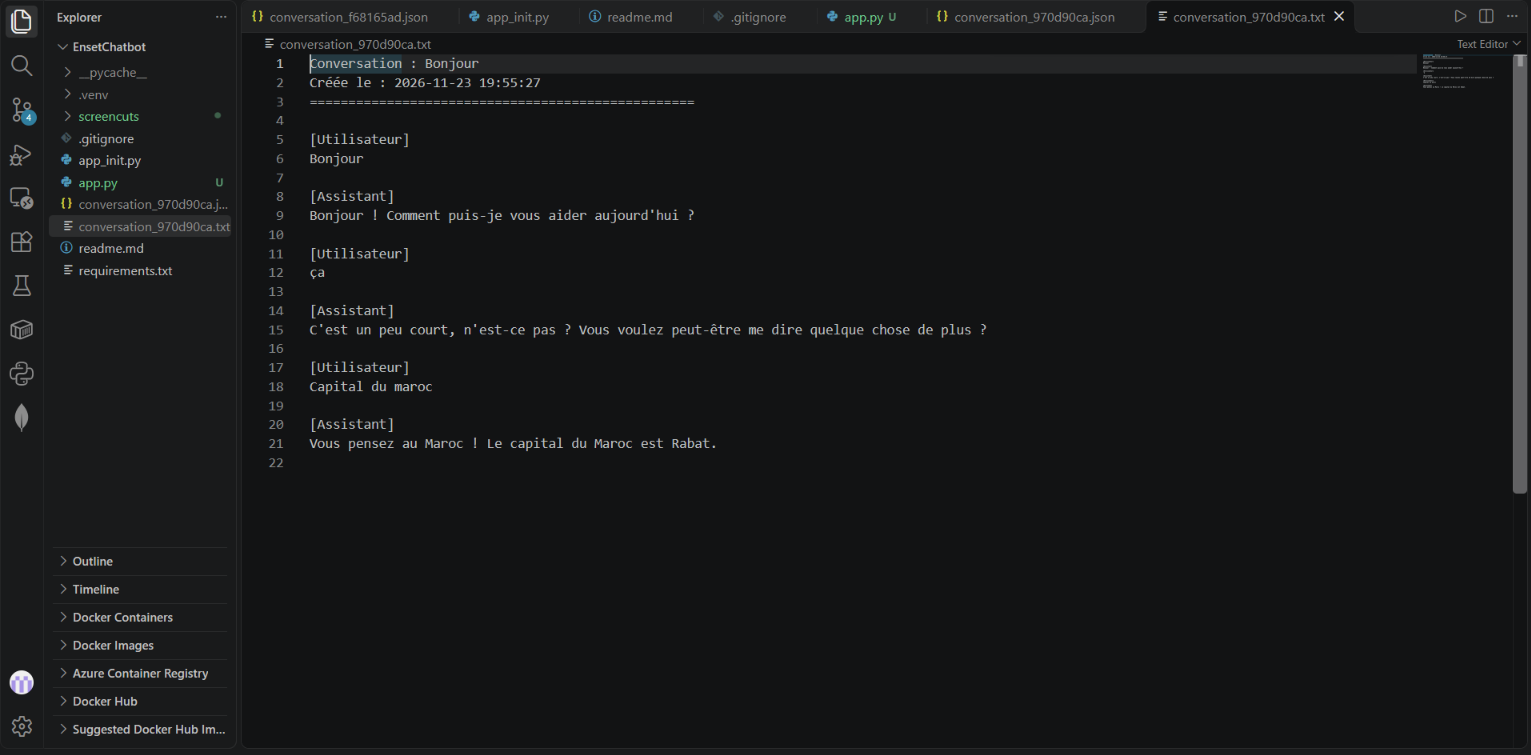 Explorer
EnsetChatbot
__pycache__
.venv
screencuts
.gitignore
app_init.py
app.py U
{} conversation_970d90ca.j...
conversation_970d90ca.txt
readme.md
requirements.txt
Outline
Timeline
Docker Containers
Docker Images
Azure Container Registry
Docker Hub
Suggested Docker Hub Im...
4
{} conversation_f68165ad.json app_init.py readme.md .gitignore app.py U {} conversation_970d90ca.json conversation_970d90ca.txt
conversation_970d90ca.txt
Text Editor
1 Conversation : Bonjour
2 Créée le : 2026-11-23 19:55:27
3 ==================================================
4
5 [Utilisateur]
6 Bonjour
7
8 [Assistant]
9 Bonjour ! Comment puis-je vous aider aujourd'hui ?
10
11 [Utilisateur]
12 ça
13
14 [Assistant]
15 C'est un peu court, n'est-ce pas ? Vous voulez peut-être me dire quelque chose de plus ?
16
17 [Utilisateur]
18 Capital du maroc
19
20 [Assistant]
21 Vous pensez au Maroc ! Le capital du Maroc est Rabat.
22